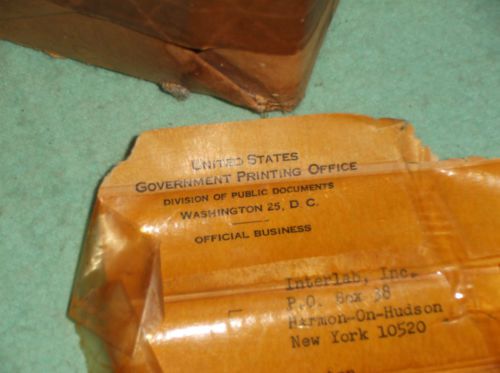 UNITED STATES
GOVERNMENT PRINTING OFFICE
DIVISION OF PUBLIC DOCUMENTS
WASHINGTON 25, D. C.
OFFICIAL BUSINESS
Interlab, Inc.
P.O. Box 38
Harmon-On-Hudson
New York 10520